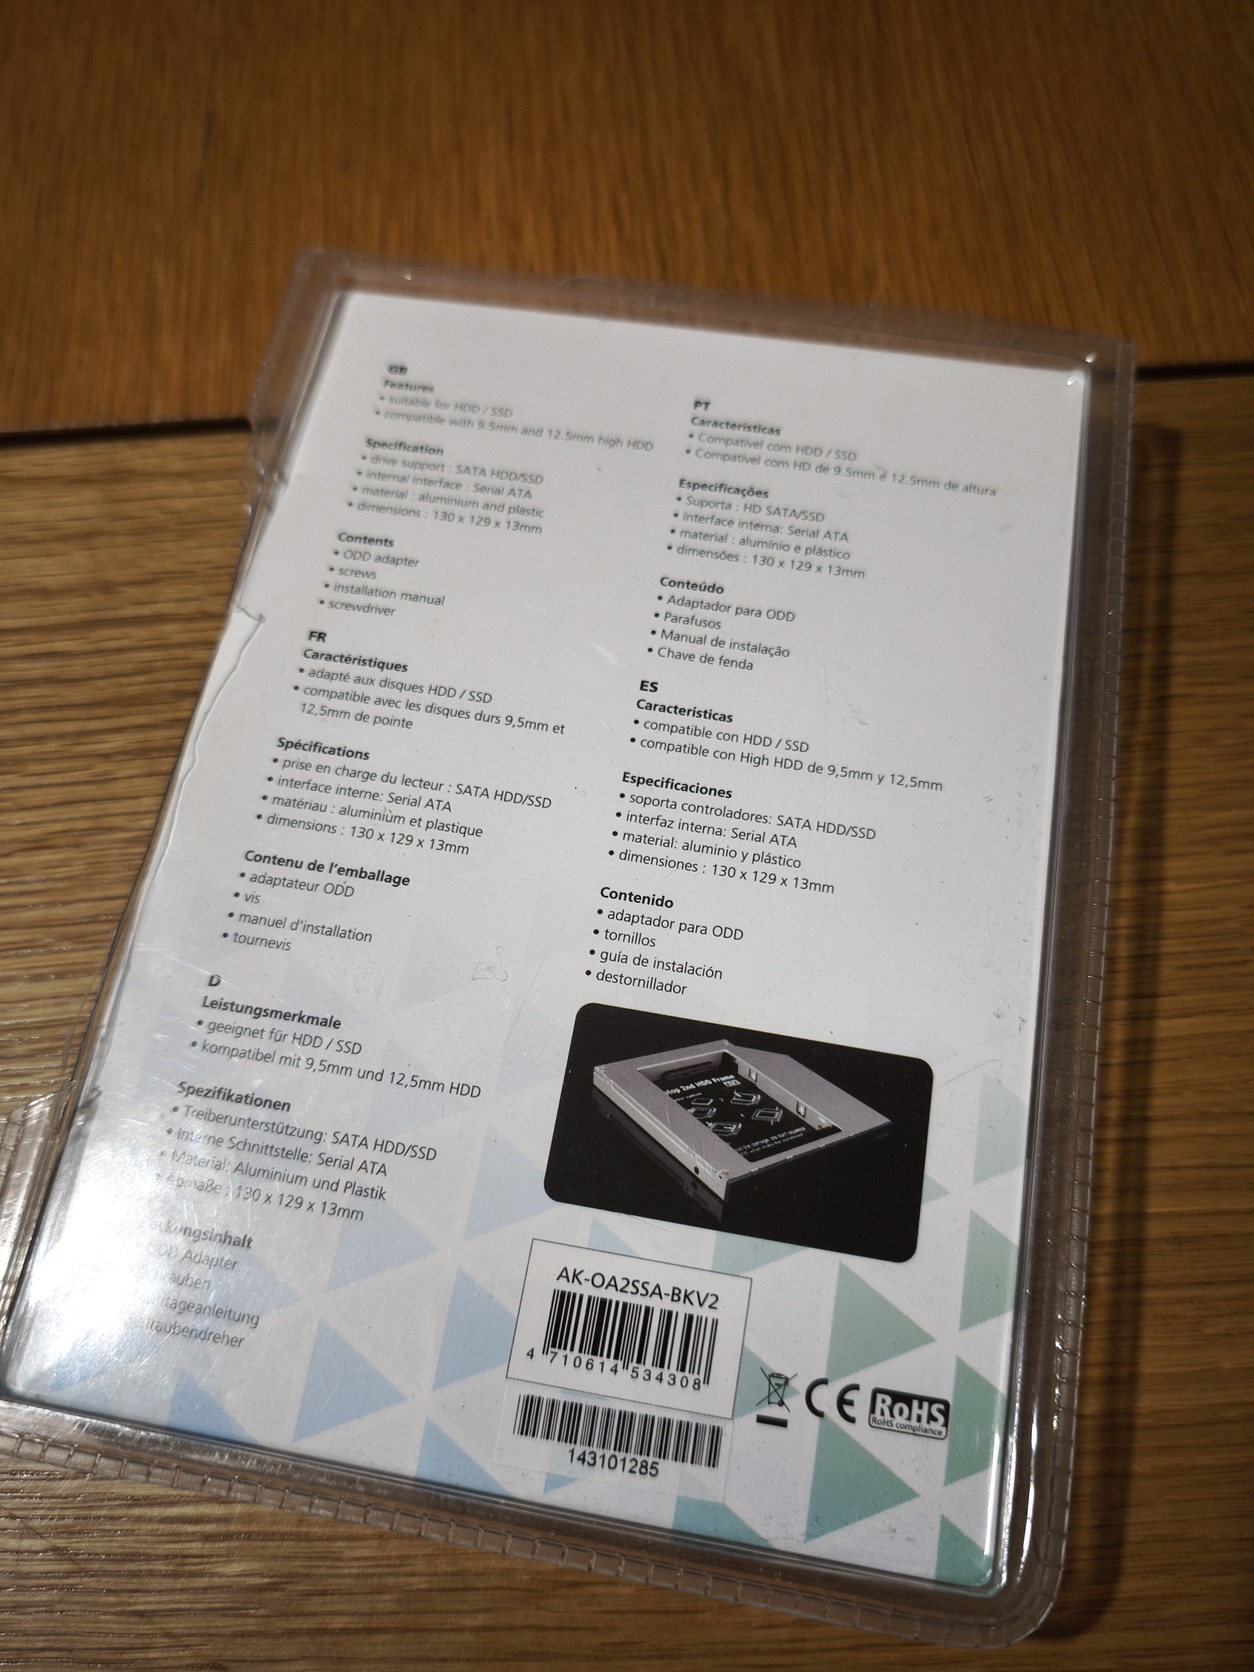 GB
Features
• suitable for HDD / SSD
• compatible with 9.5mm and 12.5mm high HDD
Specification
• drive support : SATA HDD/SSD
• internal interface : Serial ATA
• material : aluminium and plastic
• dimensions : 130 x 129 x 13mm
Contents
• ODD adapter
• screws
• installation manual
• screwdriver
FR
Caractéristiques
• adapté aux disques HDD / SSD
• compatible avec les disques durs 9,5mm et
12,5mm de pointe
Spécifications
• prise en charge du lecteur : SATA HDD/SSD
• interface interne: Serial ATA
• matériau : aluminium et plastique
• dimensions : 130 x 129 x 13mm
Contenu de l'emballage
• adaptateur ODD
• vis
• manuel d'installation
• tournevis
D
Leistungsmerkmale
• geeignet für HDD / SSD
• kompatibel mit 9,5mm und 12,5mm HDD
Spezifikationen
• Treiberunterstützung: SATA HDD/SSD
• Interne Schnittstelle: Serial ATA
• Material: Aluminium und Plastik
: 130 x 129 x 13mm
ODD Adapter
PT
Características
• Compatível com HDD / SSD
• Compatível com HD de 9.5mm e 12.5mm de altura
Especificações
• Suporta : HD SATA/SSD
• interface interna: Serial ATA
• material : alumínio e plástico
• dimensões : 130 x 129 x 13mm
Conteúdo
• Adaptador para ODD
• Parafusos
• Manual de instalação
• Chave de fenda
ES
Caracteristicas
• compatible con HDD / SSD
• compatible con High HDD de 9,5mm y 12,5mm
Especificaciones
• soporta controladores: SATA HDD/SSD
• interfaz interna: Serial ATA
• material: aluminio y plástico
• dimensiones : 130 x 129 x 13mm
Contenido
• adaptador para ODD
• tornillos
• guía de instalación
• destornillador
2nd HDD Frame
AK-OA2SSA-BKV2
4 710614 534308
143101285
CE
RoHS
RoHS compliance